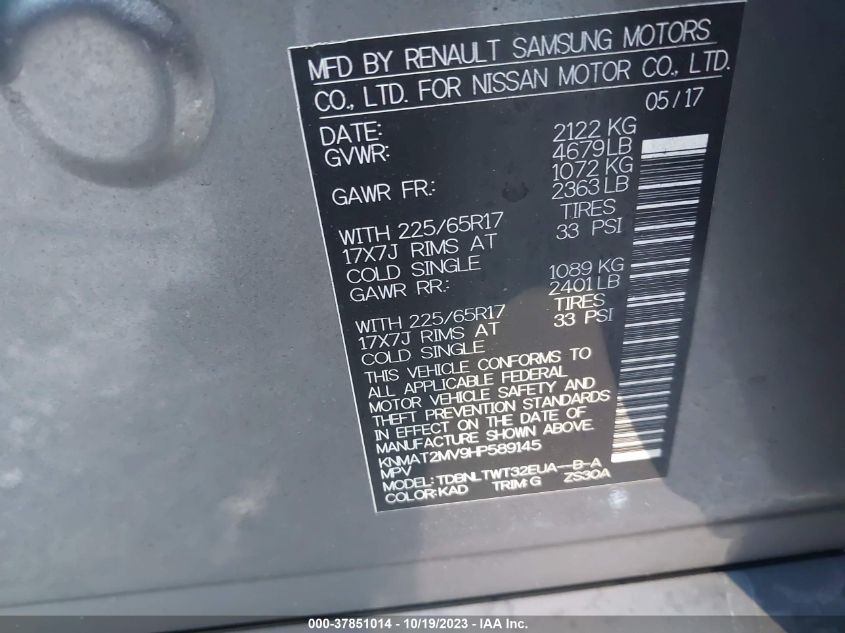 MFD BY RENAULT SAMSUNG MOTORS
CO., LTD. FOR NISSAN MOTOR CO., LTD.
DATE: 05/17
GVWR: 2122 KG
4679 LB
GAWR FR.: 1072 KG
2363 LB
WITH 225/65R17 TIRES
17X7J RIMS AT 33 PSI
COLD SINGLE
GAWR RR.: 1089 KG
2401 LB
WITH 225/65R17 TIRES
17X7J RIMS AT 33 PSI
COLD SINGLE
THIS VEHICLE CONFORMS TO
ALL APPLICABLE FEDERAL
MOTOR VEHICLE SAFETY AND
THEFT PREVENTION STANDARDS
IN EFFECT ON THE DATE OF
MANUFACTURE SHOWN ABOVE.
KNMAT2MV9HP589145
MPV
MODEL: TDBNLTWT32EUA--B-A
COLOR: KAD TRIM: G ZS30A
000-37851014 - 10/19/2023 - IAA Inc.